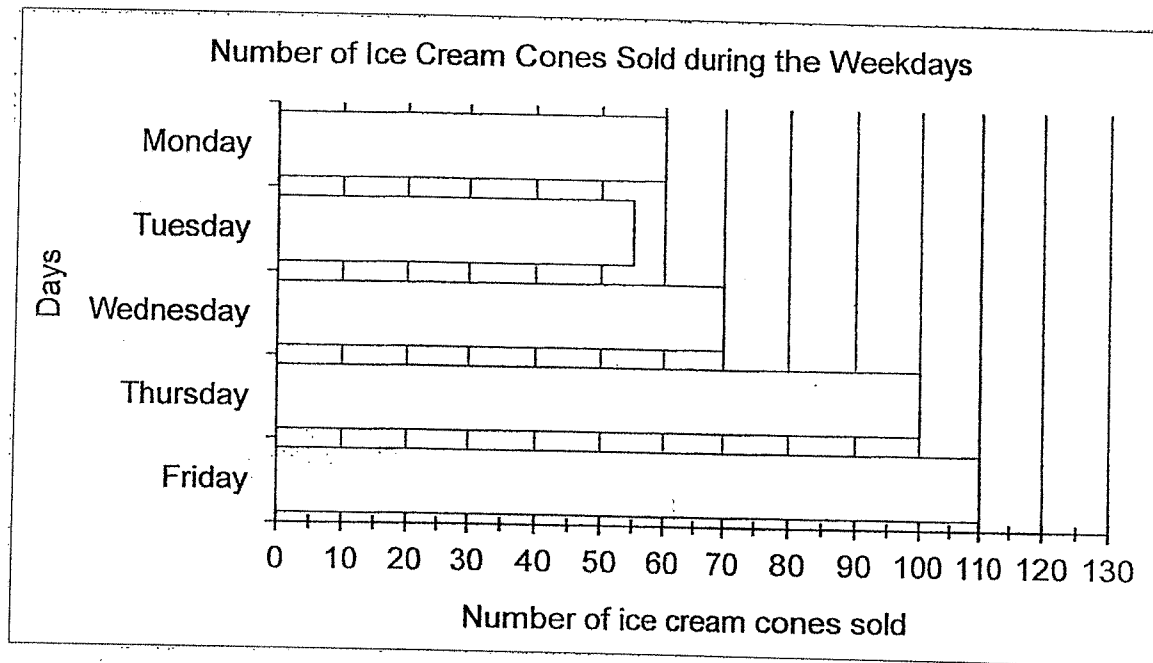 Number of Ice Cream Cones Sold during the Weekdays
Monday
Tuesday
Wednesday
Thursday
Friday
Days
0 10 20 30 40 50 60 70 80 90 100 110 120 130
Number of ice cream cones sold